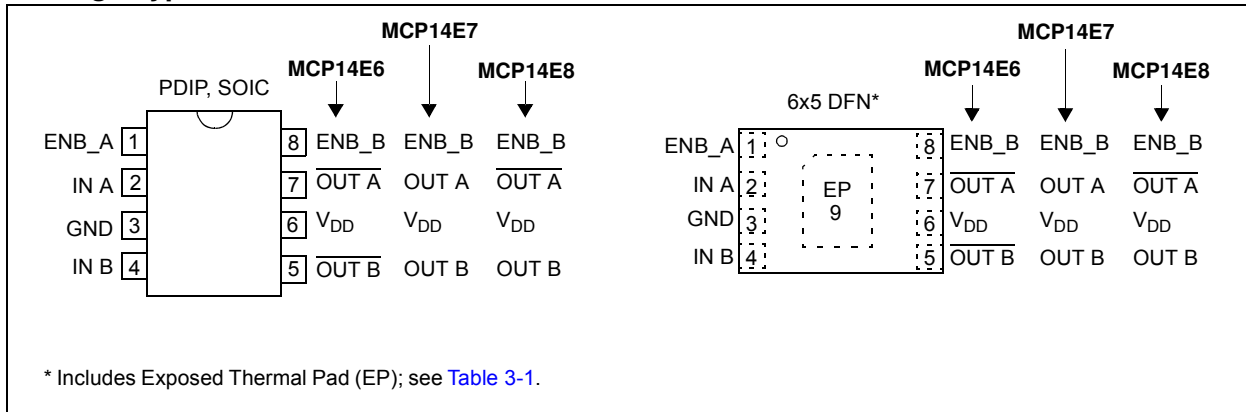 MCP14E7
MCP14E6 MCP14E8
PDIP, SOIC
ENB_A 1 8 ENB_B ENB_B ENB_B
IN A 2 7 OUT A OUT A OUT A
GND 3 6 VDD VDD VDD
IN B 4 5 OUT B OUT B OUT B
MCP14E7
MCP14E6 MCP14E8
6x5 DFN*
ENB_A 1 8 ENB_B ENB_B ENB_B
IN A 2 EP 7 OUT A OUT A OUT A
GND 3 9 6 VDD VDD VDD
IN B 4 5 OUT B OUT B OUT B
* Includes Exposed Thermal Pad (EP); see Table 3-1.